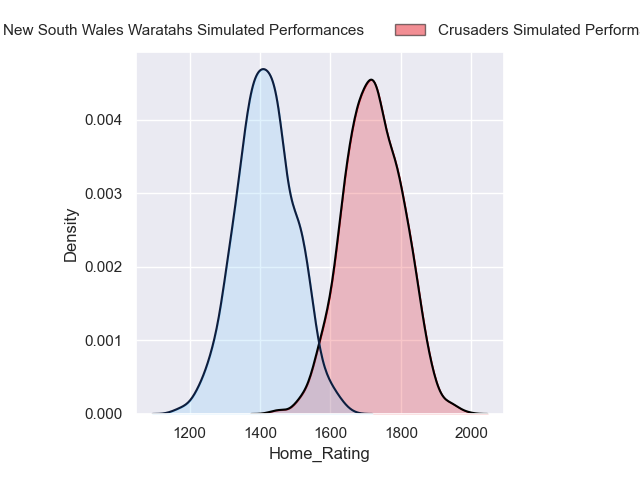 New South Wales Waratahs Simulated Performances
Crusaders Simulated Perform
Density
0.004
0.003
0.002
0.001
0.000
1200 1400 1600 1800 2000
Home_Rating